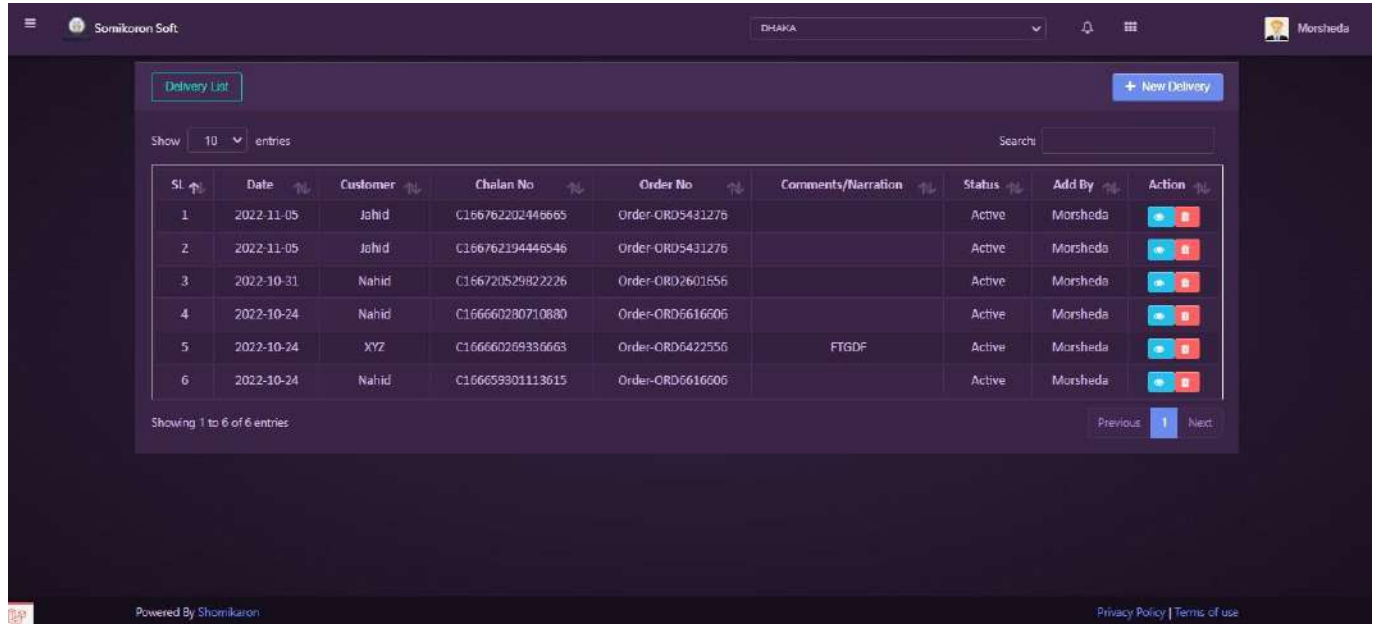 Somikoron Soft DHAKA Morsheda
Delivery List + New Delivery
Show 10 entries Search:
SL Date Customer Chalan No Order No Comments/Narration Status Add By Action
1 2022-11-05 Jahid C166762202446665 Order-ORD5431276 Active Morsheda
2 2022-11-05 Jahid C166762194446546 Order-ORD5431276 Active Morsheda
3 2022-10-31 Nahid C166720529822226 Order-ORD2601656 Active Morsheda
4 2022-10-24 Nahid C166660280710880 Order-ORD6616606 Active Morsheda
5 2022-10-24 XYZ C166660269336663 Order-ORD6422556 FTGDF Active Morsheda
6 2022-10-24 Nahid C166659301113615 Order-ORD6616606 Active Morsheda
Showing 1 to 6 of 6 entries Previous 1 Next
Powered By Shomikaron Privacy Policy | Terms of use